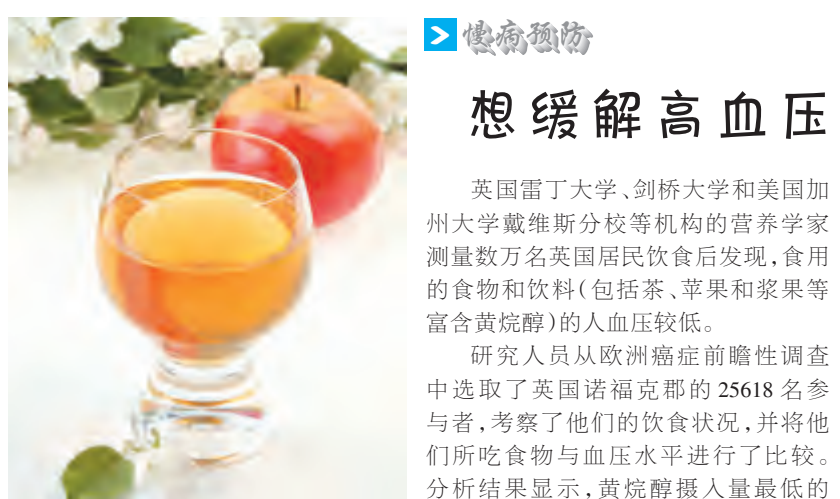 慢病预防
想缓解高血压
英国雷丁大学、剑桥大学和美国加
州大学戴维斯分校等机构的营养学家
测量数万名英国居民饮食后发现，食用
的食物和饮料（包括茶、苹果和浆果等
富含黄烷醇）的人血压较低。
研究人员从欧洲癌症前瞻性调查
中选取了英国诺福克郡的 25618 名参
与者，考察了他们的饮食状况，并将他
们所吃食物与血压水平进行了比较。
分析结果显示，黄烷醇摄入量最低的